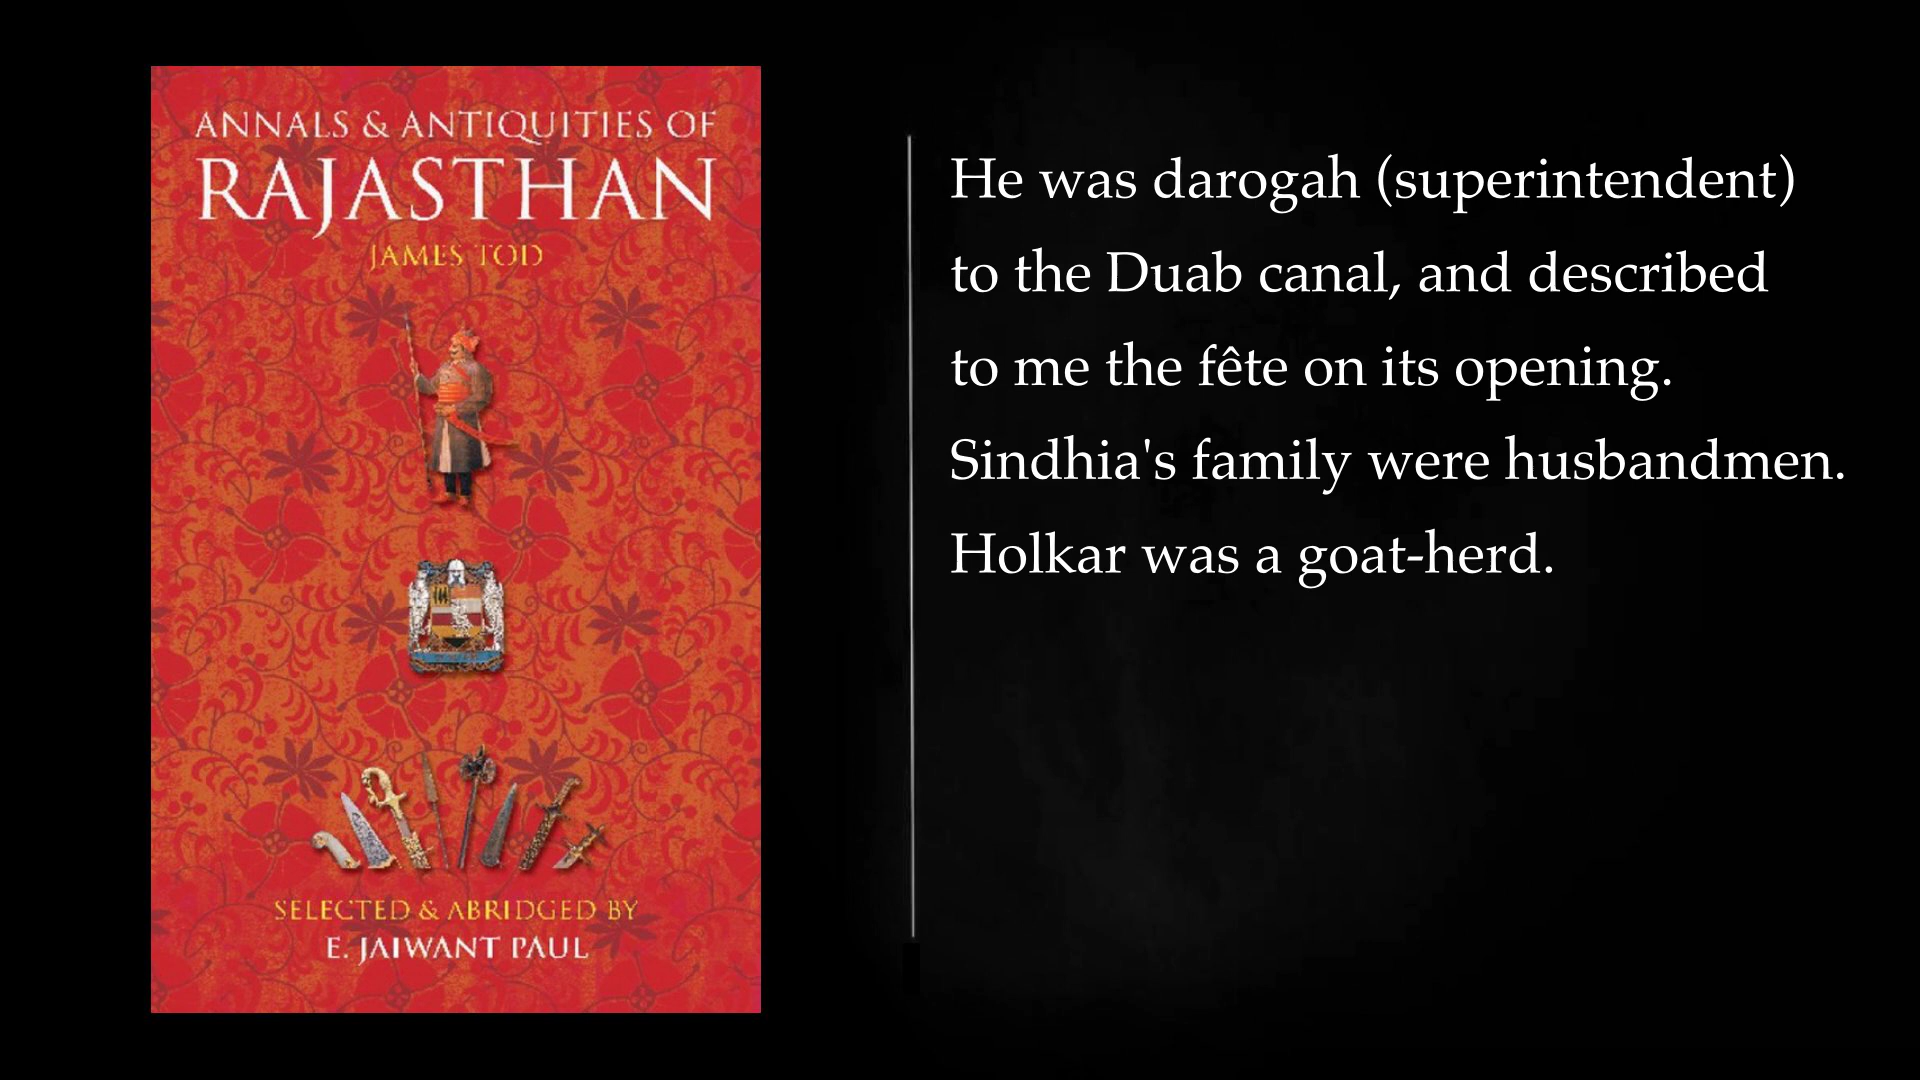 ANNALS & ANTIQUITIES OF
RAJASTHAN
JAMES TOD
SELECTED & ABRIDGED BY
E. JAIWANT PAUL
He was darogah (superintendent)
to the Duab canal, and described
to me the fête on its opening.
Sindhia's family were husbandmen.
Holkar was a goat-herd.